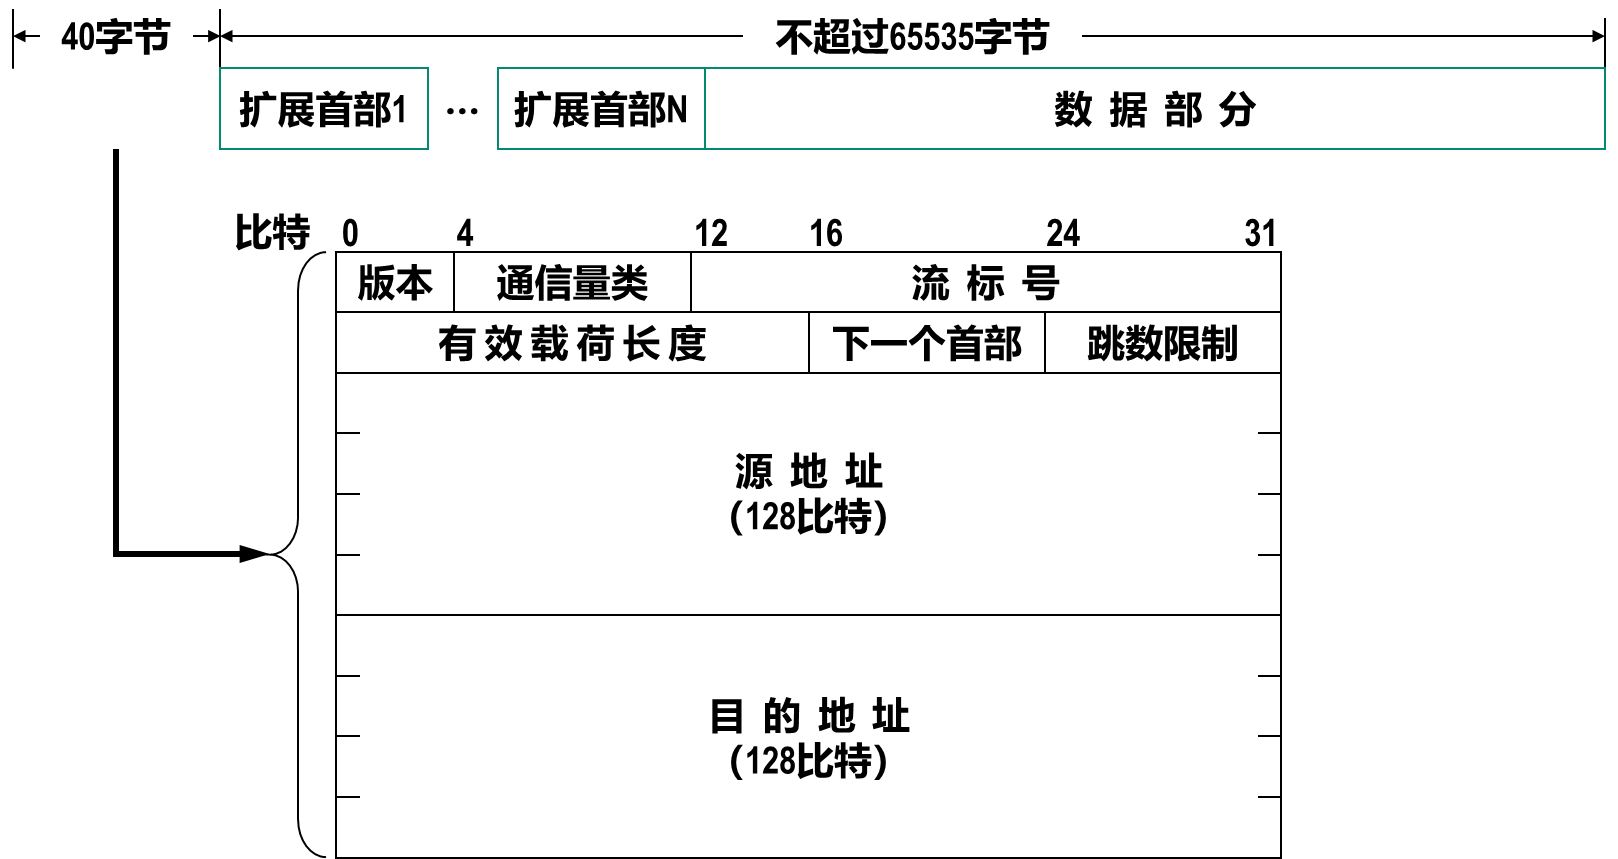 40字节 不超过65535字节
扩展首部1 … 扩展首部N 数据部分
比特 0 4 12 16 24 31
版本 通信量类 流标号
有效载荷长度 下一个首部 跳数限制
源地址
（128比特）
目的地址
（128比特）